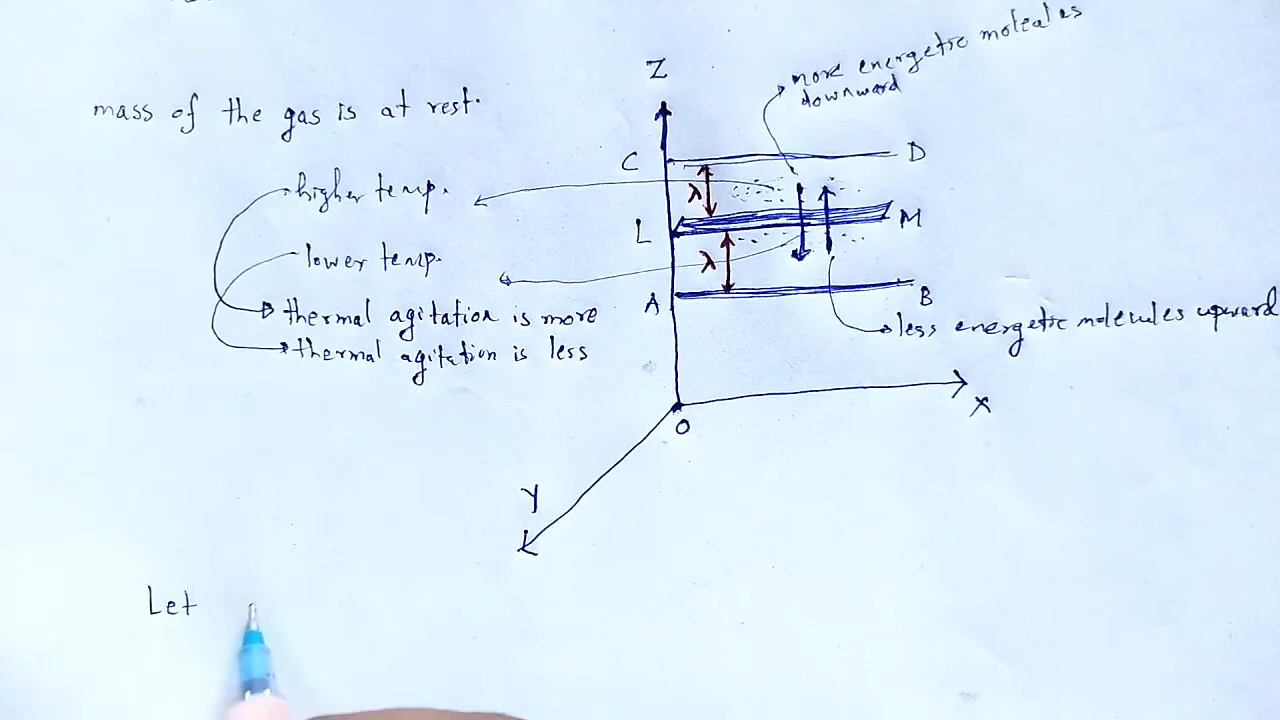 more energetic molecules
downward
Z
mass of the gas is at rest.
C
D
higher temp.
λ
L
M
lower temp.
λ
A
B
thermal agitation is more
less energetic molecules upward
thermal agitation is less
X
O
Y
Let